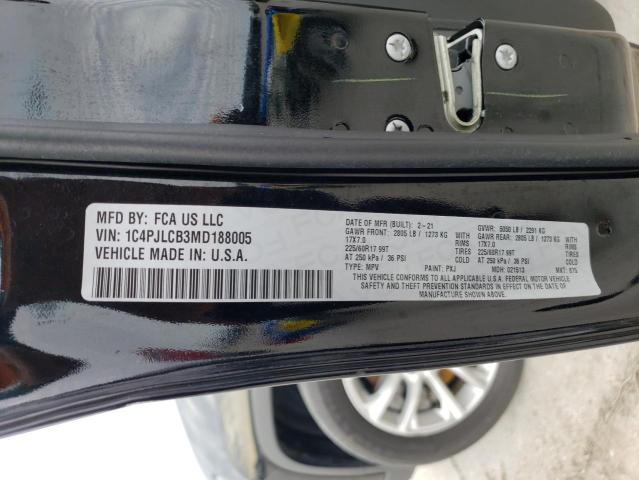 MFD BY: FCA US LLC
VIN: 1C4PJLCB3MD188005
VEHICLE MADE IN: U.S.A.
DATE OF MFR (BUILT): 2-21 GVWR: 5050 LB / 2291 KG
GAWR FRONT: 2805 LB / 1273 KG GAWR REAR: 2805 LB / 1273 KG
17X7.0 RIMS 17X7.0 RIMS
225/60R17 99T TIRES 225/60R17 99T TIRES
AT 250 kPa / 36 PSI COLD AT 250 kPa / 36 PSI COLD
TYPE: MPV PAINT: PXJ MDH: 021513 MKT: 875
THIS VEHICLE CONFORMS TO ALL APPLICABLE U.S.A. FEDERAL MOTOR VEHICLE
SAFETY AND THEFT PREVENTION STANDARDS IN EFFECT ON THE DATE OF
MANUFACTURE SHOWN ABOVE.